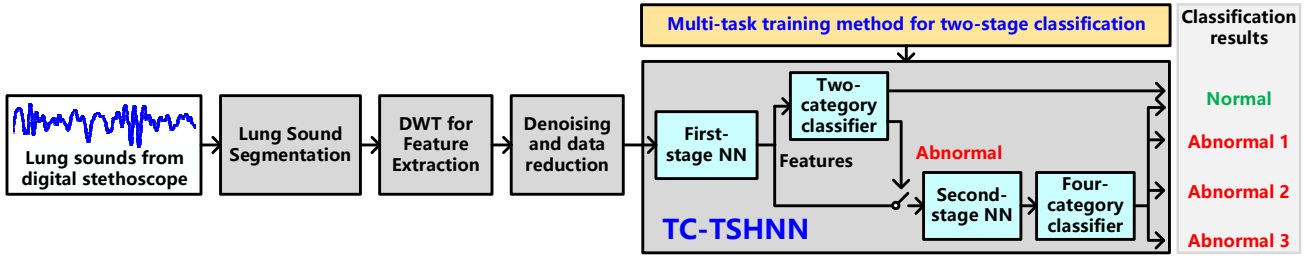 Multi-task training method for two-stage classification
Classification
results
Lung sounds from
digital stethoscope
Lung Sound
Segmentation
DWT for
Feature
Extraction
Denoising
and data
reduction
First-
stage NN
Features
Two-
category
classifier
Abnormal
Second-
stage NN
Four-
category
classifier
TC-TSHNN
Normal
Abnormal 1
Abnormal 2
Abnormal 3